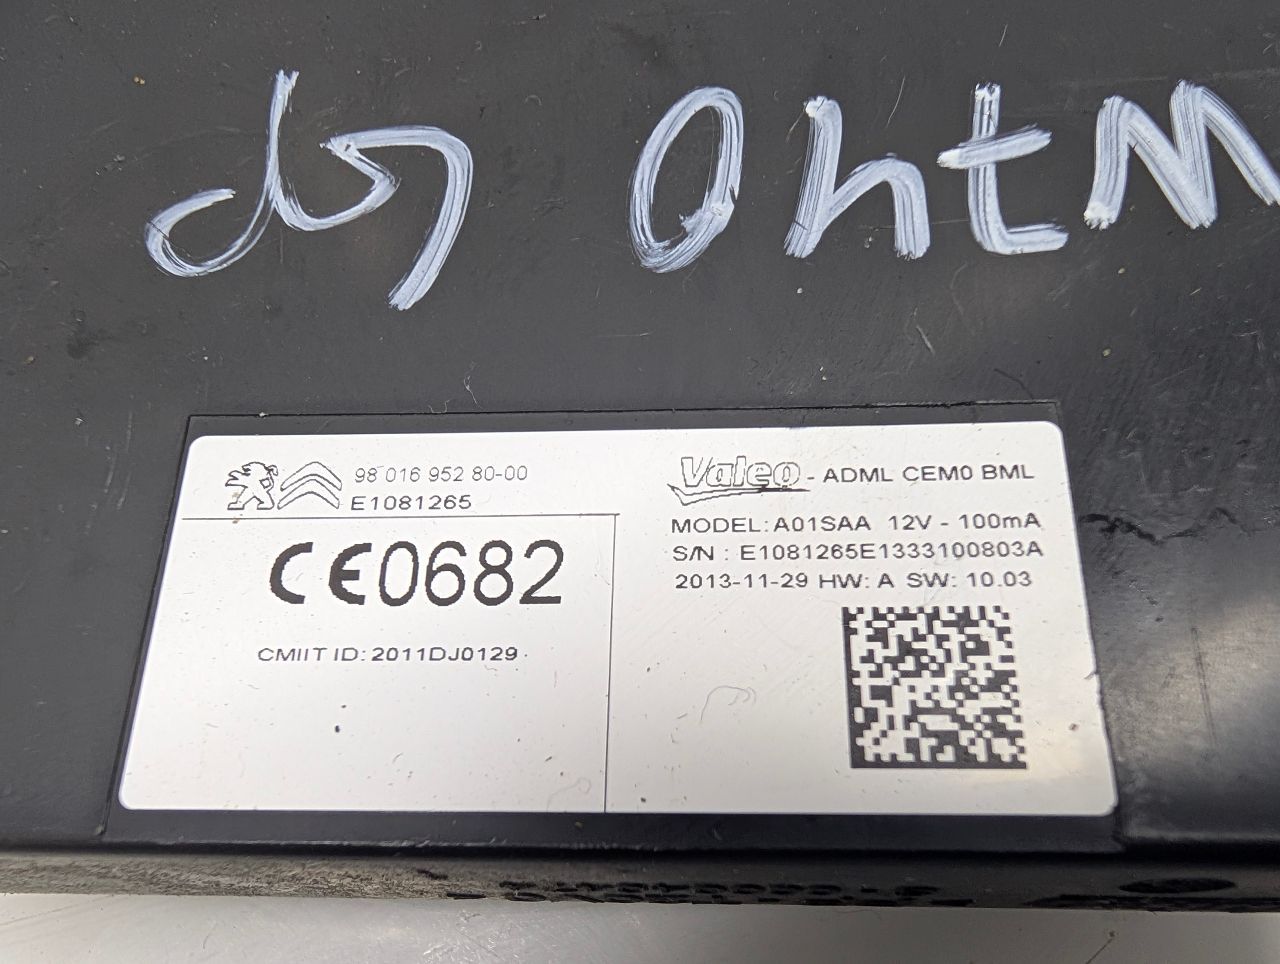 98 016 952 80-00
E1081265
CE0682
CMIIT ID: 2011DJ0129
Valeo - ADML CEM0 BML
MODEL: A01SAA 12V - 100mA
S/N : E1081265E1333100803A
2013-11-29 HW: A SW: 10.03